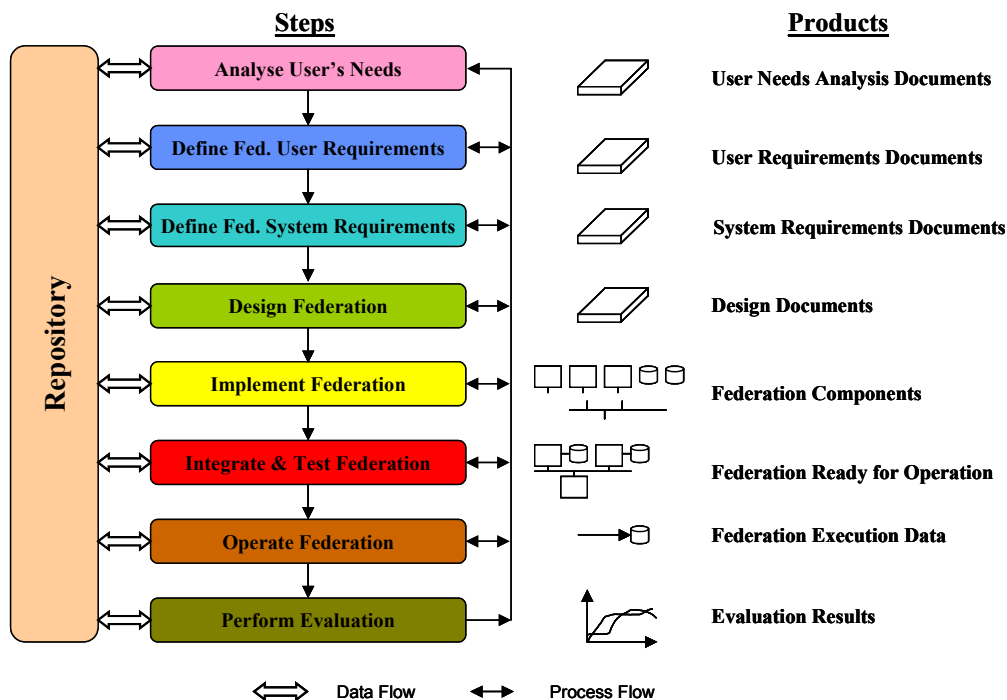 Steps
Products
Repository
Analyse User's Needs
User Needs Analysis Documents
Define Fed. User Requirements
User Requirements Documents
Define Fed. System Requirements
System Requirements Documents
Design Federation
Design Documents
Implement Federation
Federation Components
Integrate & Test Federation
Federation Ready for Operation
Operate Federation
Federation Execution Data
Perform Evaluation
Evaluation Results
Data Flow
Process Flow